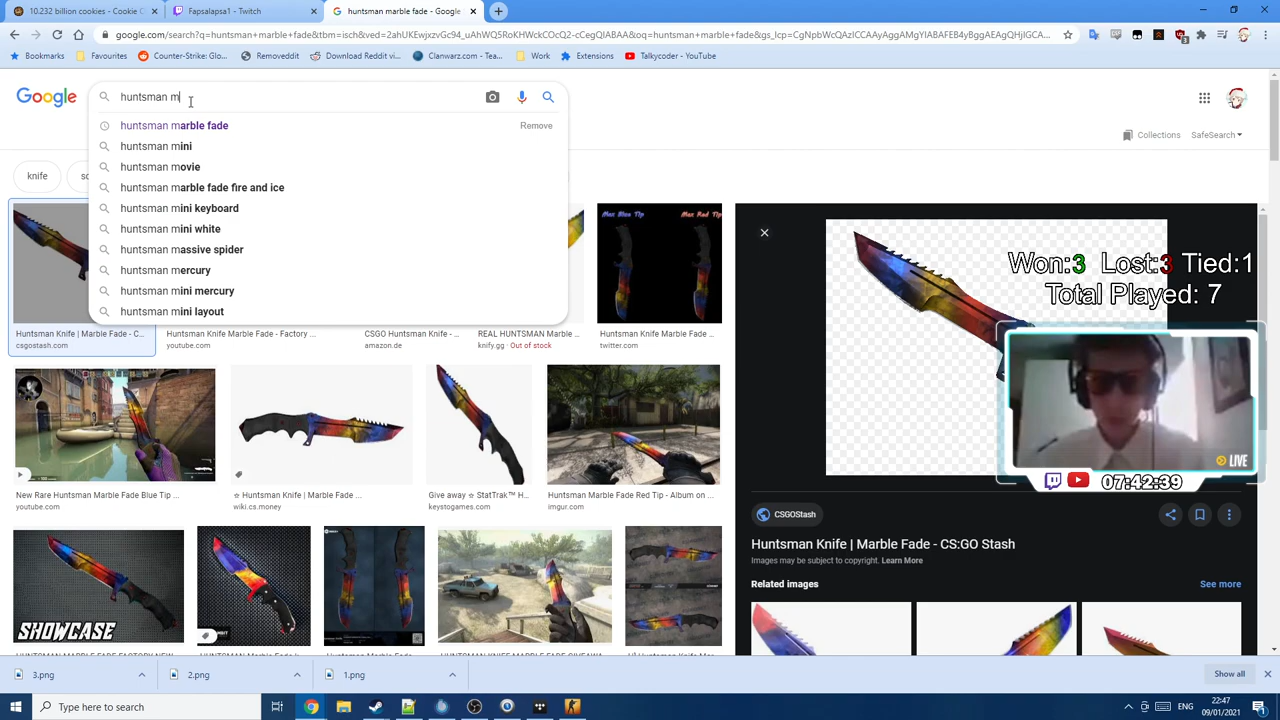 10.232 billion cookies - Cookie C
Fapsalapsa1 - Twitch
huntsman marble fade - Google
google.com/search?q=huntsman+marble+fade&tbm=isch&ved=2ahUKEwjxzvGc94_uAhWQ5RoKHWckCOcQ2-cCegQIABAA&oq=huntsman+marble+fade&gs_lcp=CgNpbWcQAzICCAAyAggAMgYIABAFEB4yBggAEAgQHjIGC...
Bookmarks Favourites Counter-Strike: Glo... Removeddit Download Reddit vi... Clanwarz.com - Tea... Work Extensions Talkycoder - YouTube
Google
huntsman m
huntsman marble fade Remove
huntsman mini
huntsman movie
huntsman marble fade fire and ice
huntsman mini keyboard
huntsman mini white
huntsman massive spider
huntsman mercury
huntsman mini mercury
huntsman mini layout
Collections SafeSearch
knife
Max Blue Tip Max Red Tip
Won:3 Lost:3 Tied:1
Total Played: 7
Huntsman Knife | Marble Fade - C...
csgostash.com
Huntsman Knife Marble Fade - Factory ...
youtube.com
CSGO Huntsman Knife - ...
amazon.de
REAL HUNTSMAN Marble ...
knify.gg - Out of stock
Huntsman Knife Marble Fade ...
twitter.com
LIVE
07:42:39
New Rare Huntsman Marble Fade Blue Tip ...
youtube.com
☆ Huntsman Knife | Marble Fade ...
wiki.cs.money
Give away ☆ StatTrak™ H...
keystogames.com
Huntsman Marble Fade Red Tip - Album on ...
imgur.com
CSGOStash
Huntsman Knife | Marble Fade - CS:GO Stash
Images may be subject to copyright. Learn More
Related images See more
SHOWCASE
3.png
2.png
1.png
Show all
Type here to search
ENG
22:47
09/01/2021